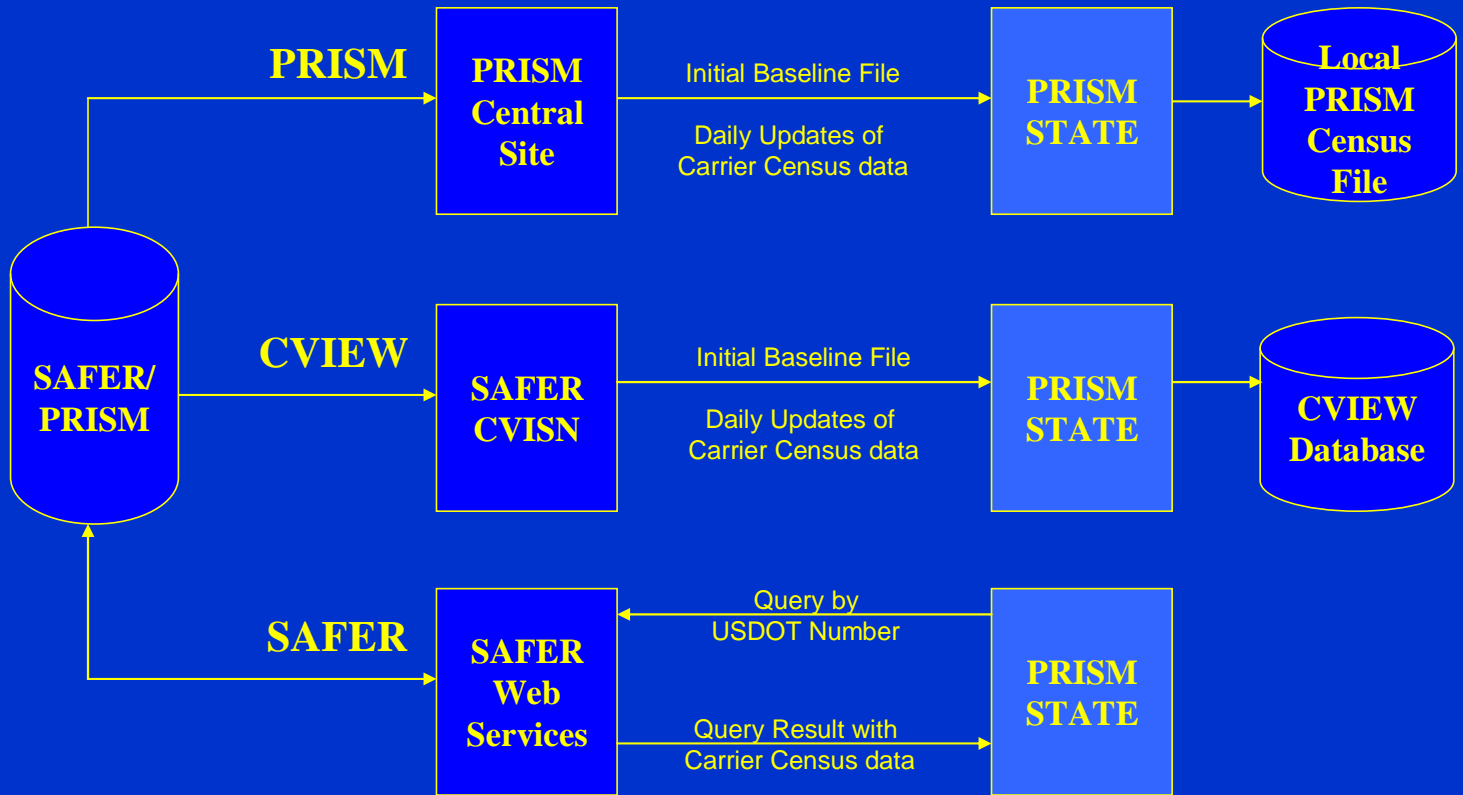 PRISM
PRISM
Central
Site
Initial Baseline File
Daily Updates of
Carrier Census data
PRISM
STATE
Local
PRISM
Census
File
SAFER/
PRISM
CVIEW
SAFER
CVISN
Initial Baseline File
Daily Updates of
Carrier Census data
PRISM
STATE
CVIEW
Database
SAFER
SAFER
Web
Services
Query by
USDOT Number
Query Result with
Carrier Census data
PRISM
STATE